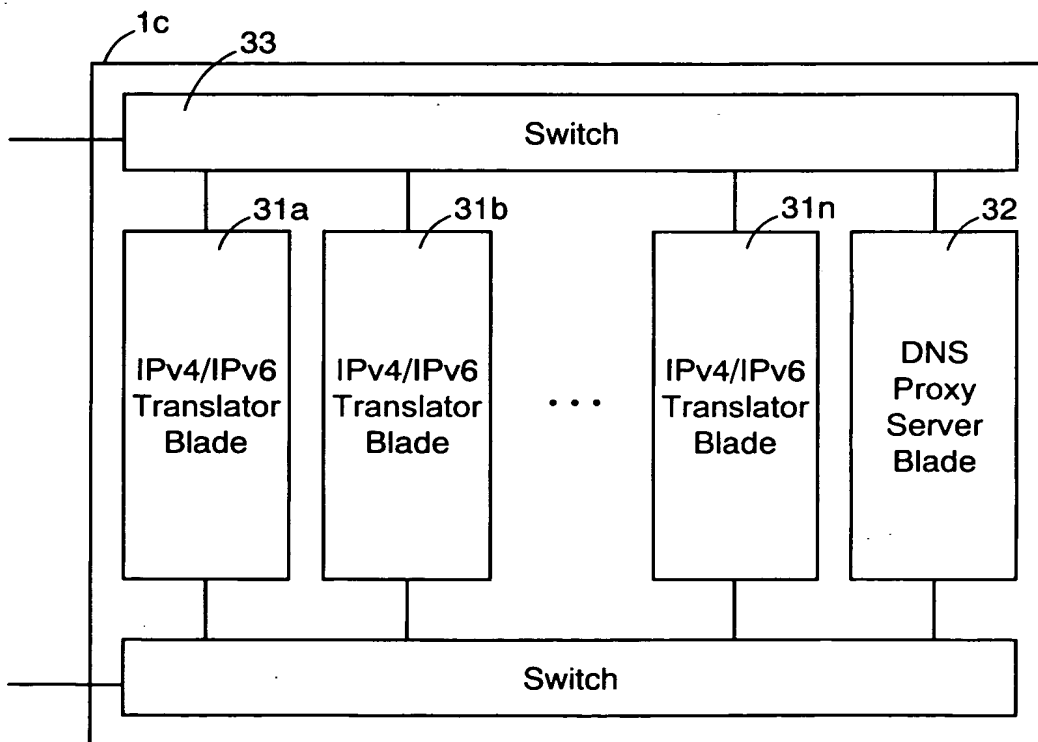 1c
33
Switch
31a
31b
31n
32
IPv4/IPv6
Translator
Blade
IPv4/IPv6
Translator
Blade
...
IPv4/IPv6
Translator
Blade
DNS
Proxy
Server
Blade
Switch